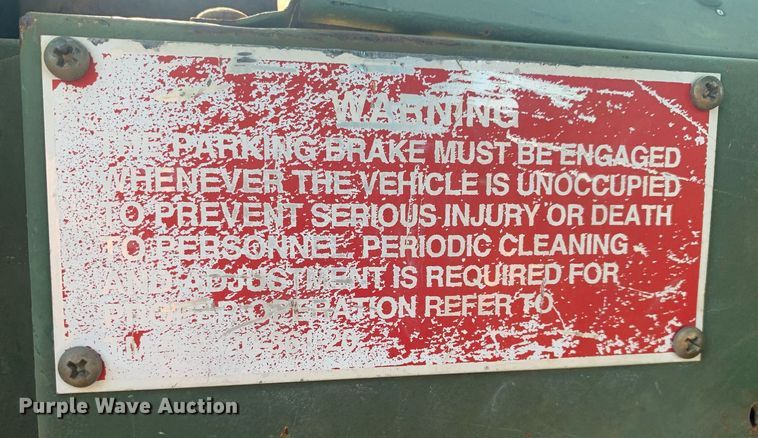 WARNING
THE PARKING BRAKE MUST BE ENGAGED
WHENEVER THE VEHICLE IS UNOCCUPIED
TO PREVENT SERIOUS INJURY OR DEATH
TO PERSONNEL. PERIODIC CLEANING
AND ADJUSTMENT IS REQUIRED FOR
PROPER OPERATION REFER TO
Purple Wave Auction